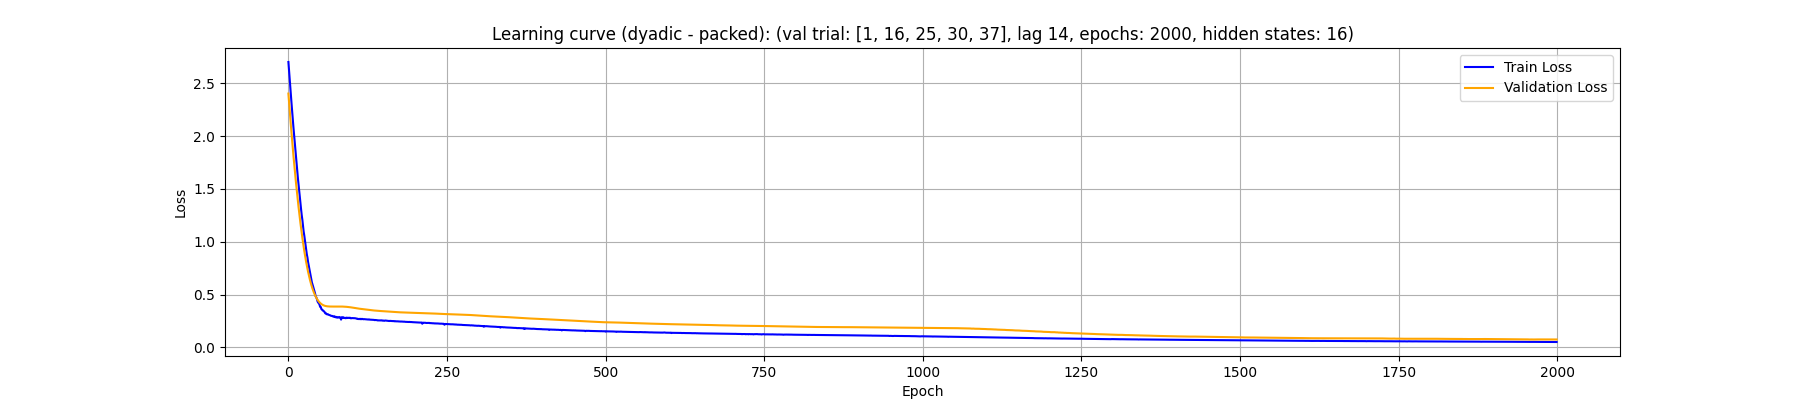 Learning curve (dyadic - packed): (val trial: [1, 16, 25, 30, 37], lag 14, epochs: 2000, hidden states: 16)
Train Loss
Validation Loss
2.5
2.0
1.5
1.0
0.5
0.0
Loss
0 250 500 750 1000 1250 1500 1750 2000
Epoch